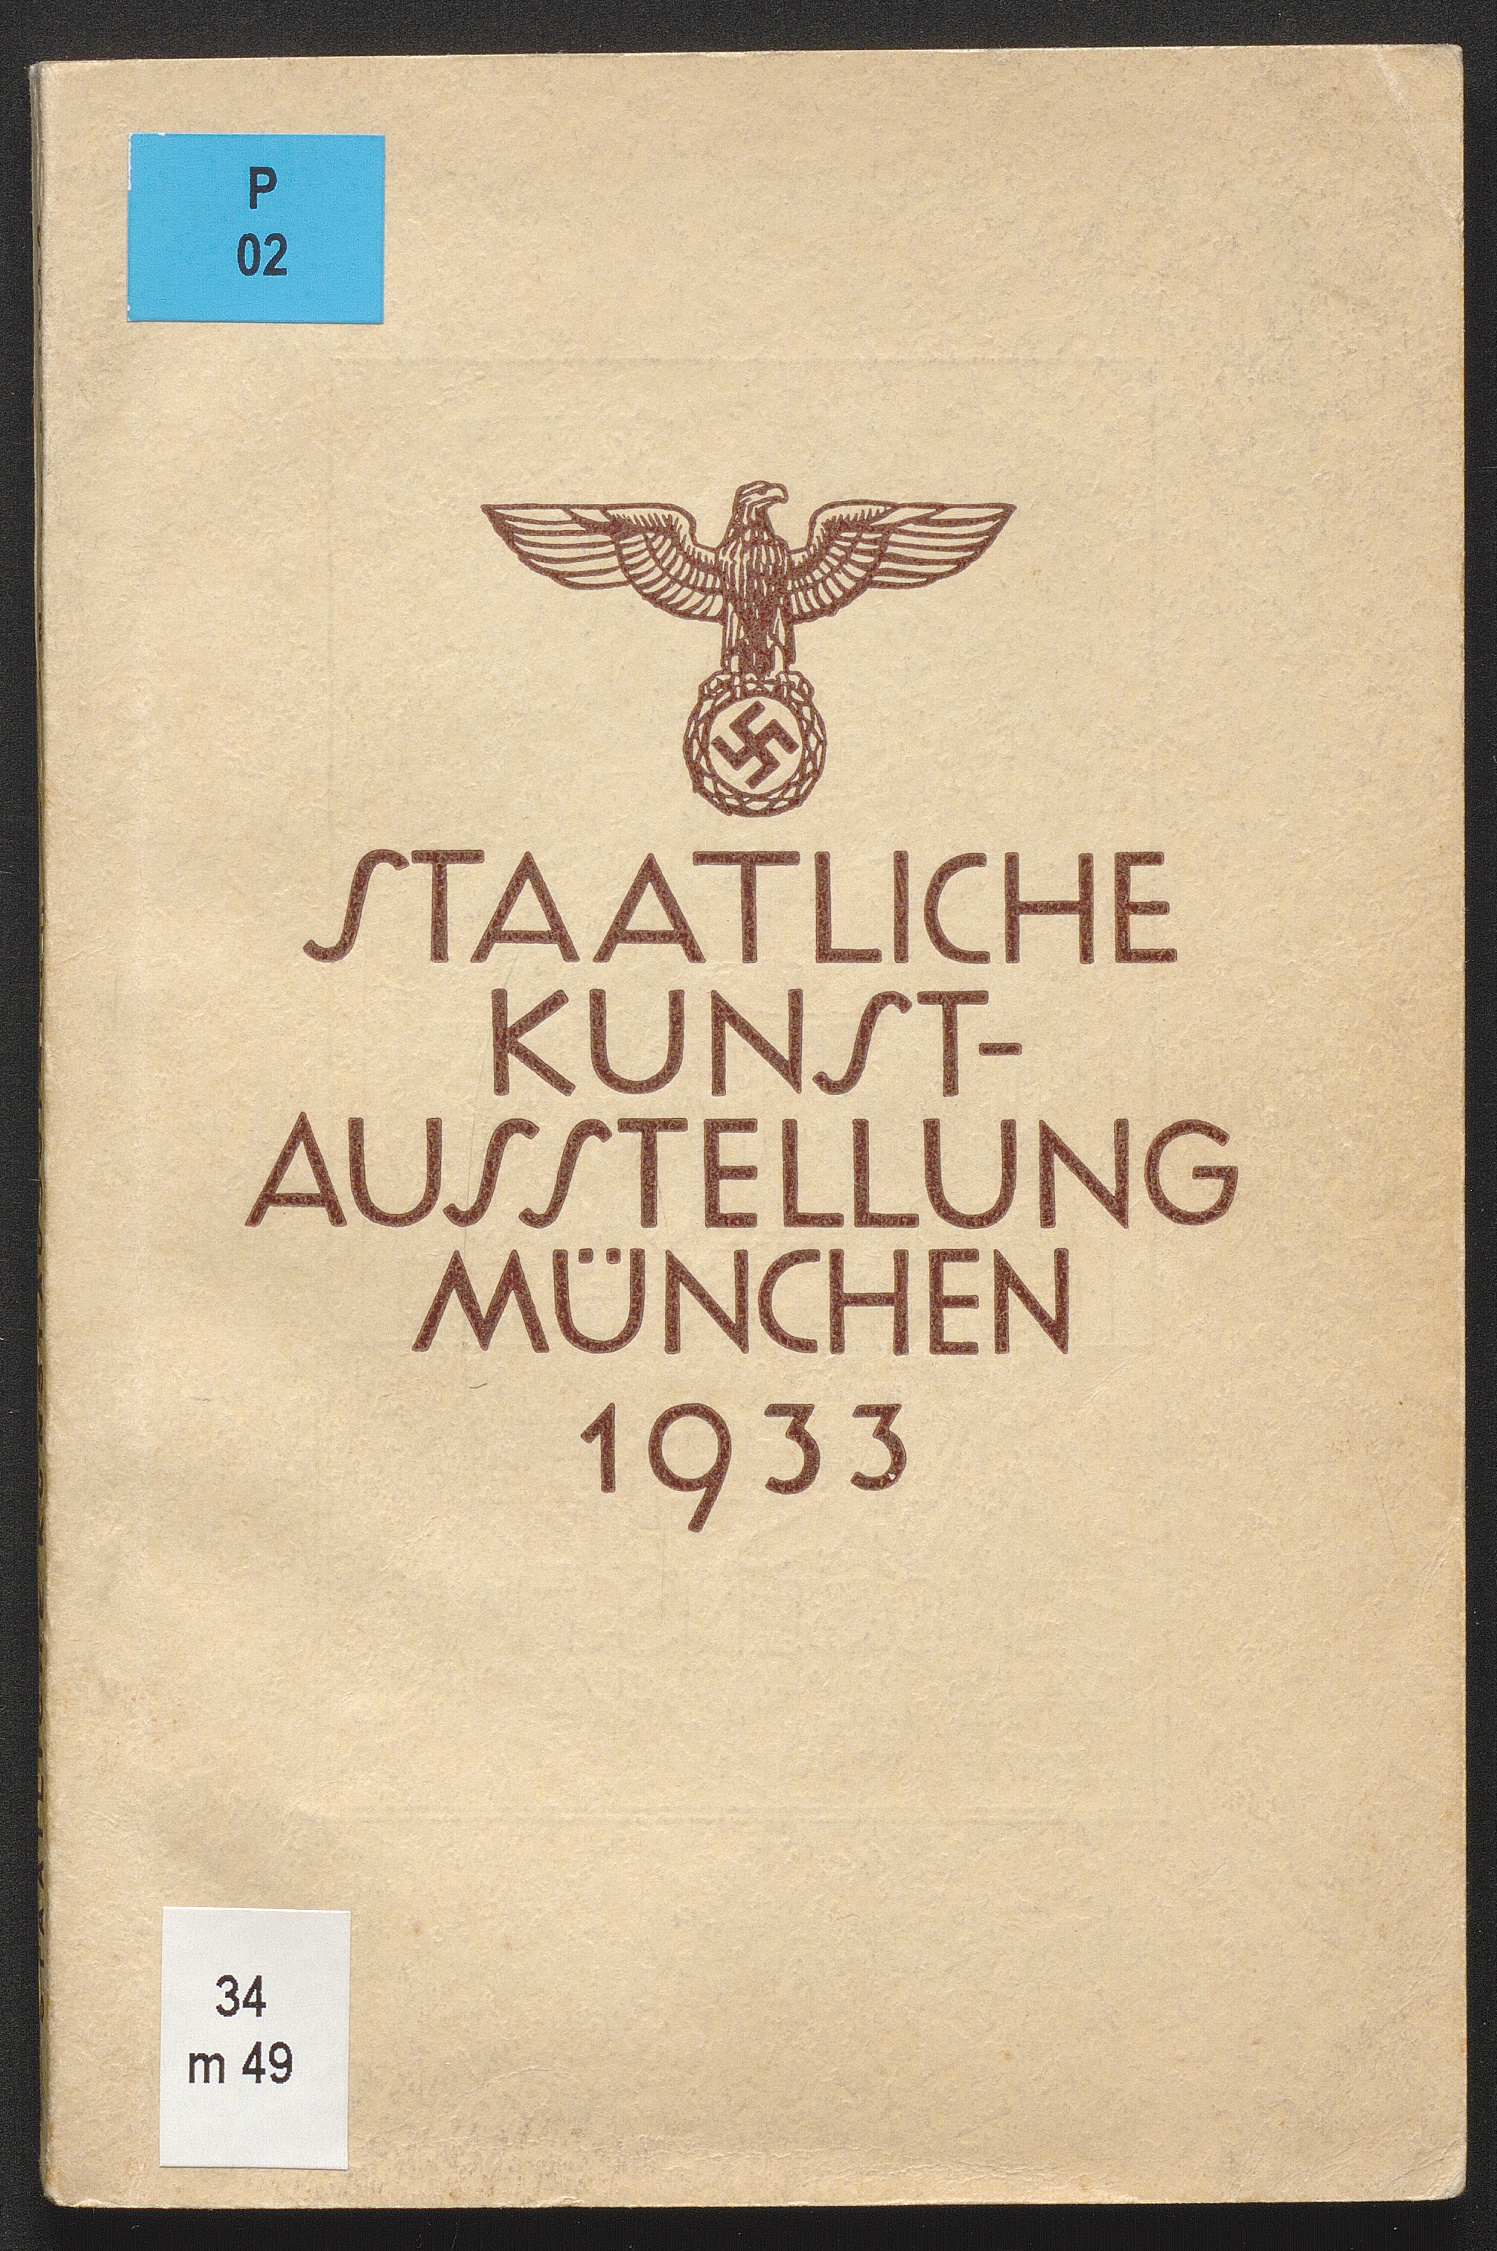 P
02
STAATLICHE
KUNST-
AUSSTELLUNG
MÜNCHEN
1933
34
m 49